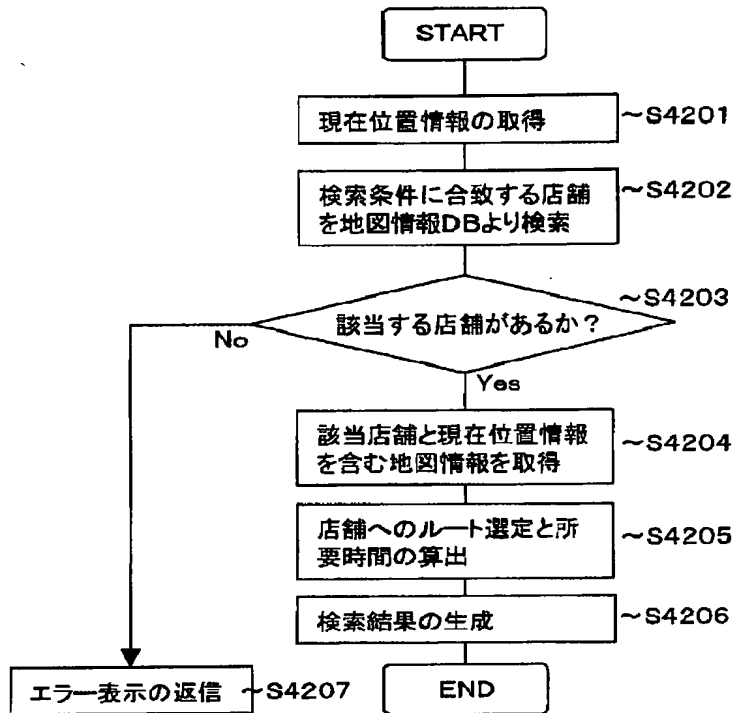 START
現在位置情報の取得
～S4201
検索条件に合致する店舗
を地図情報DBより検索
～S4202
該当する店舗があるか？
～S4203
No
Yes
該当店舗と現在位置情報
を含む地図情報を取得
～S4204
店舗へのルート選定と所
要時間の算出
～S4205
検索結果の生成
～S4206
エラー表示の返信
～S4207
END